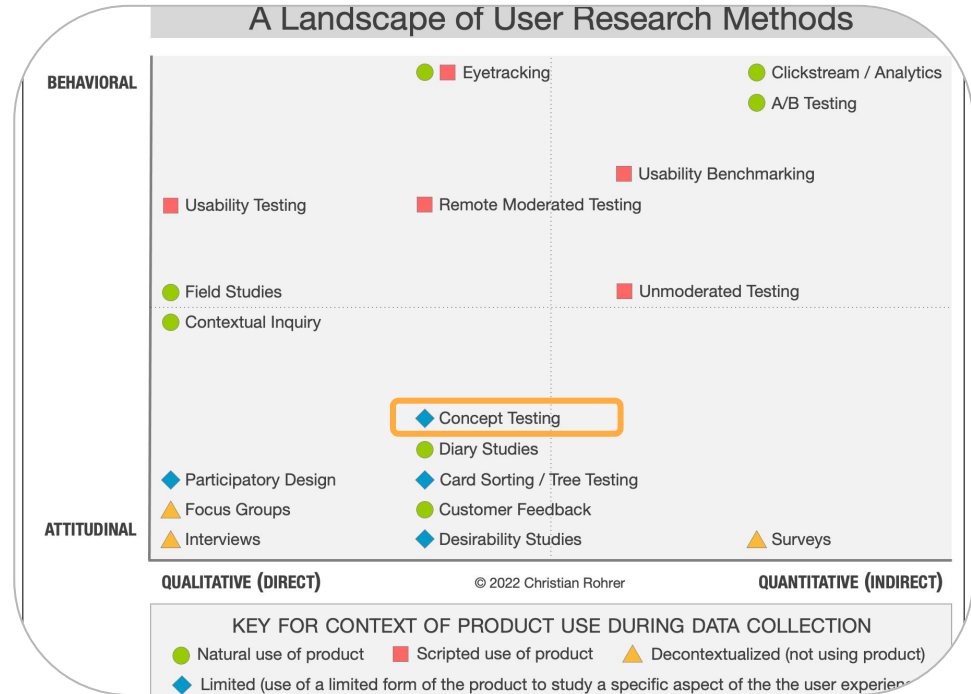 A Landscape of User Research Methods
BEHAVIORAL
Eyetracking
Clickstream / Analytics
A/B Testing
Usability Benchmarking
Usability Testing
Remote Moderated Testing
Field Studies
Unmoderated Testing
Contextual Inquiry
Concept Testing
Diary Studies
Participatory Design
Card Sorting / Tree Testing
Focus Groups
Customer Feedback
ATTITUDINAL
Interviews
Desirability Studies
Surveys
QUALITATIVE (DIRECT)
© 2022 Christian Rohrer
QUANTITATIVE (INDIRECT)
KEY FOR CONTEXT OF PRODUCT USE DURING DATA COLLECTION
Natural use of product
Scripted use of product
Decontextualized (not using product)
Limited (use of a limited form of the product to study a specific aspect of the the user